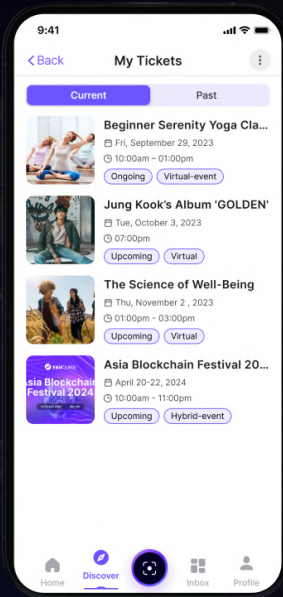 9:41
Back
My Tickets
Current
Past
Beginner Serenity Yoga Cla...
Fri, September 29, 2023
10:00am – 01:00pm
Ongoing
Virtual-event
Jung Kook’s Album 'GOLDEN'
Tue, October 3, 2023
07:00pm
Upcoming
Virtual
The Science of Well-Being
Thu, November 2 , 2023
01:00pm - 03:00pm
Upcoming
Virtual
Asia Blockchain Festival 20...
April 20-22, 2024
10:00am - 11:00pm
Upcoming
Hybrid-event
sia Blockchain
Festival 2024
Home
Discover
Inbox
Profile